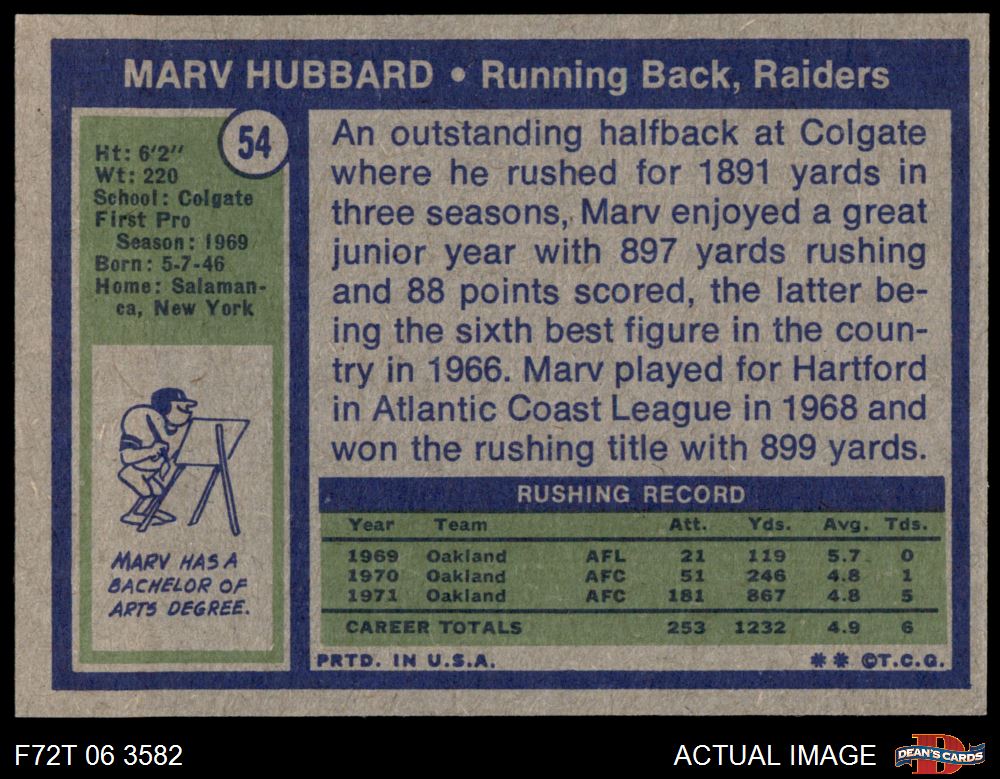 MARV HUBBARD • Running Back, Raiders
54
Ht: 6'2"
Wt: 220
School: Colgate
First Pro
Season: 1969
Born: 5-7-46
Home: Salaman-
ca, New York
MARV HAS A
BACHELOR OF
ARTS DEGREE.
An outstanding halfback at Colgate
where he rushed for 1891 yards in
three seasons, Marv enjoyed a great
junior year with 897 yards rushing
and 88 points scored, the latter be-
ing the sixth best figure in the coun-
try in 1966. Marv played for Hartford
in Atlantic Coast League in 1968 and
won the rushing title with 899 yards.
RUSHING RECORD
Year Team Att. Yds. Avg. Tds.
1969 Oakland AFL 21 119 5.7 0
1970 Oakland AFC 51 246 4.8 1
1971 Oakland AFC 181 867 4.8 5
CAREER TOTALS 253 1232 4.9 6
PRTD. IN U.S.A. ** ©T.C.G.
F72T 06 3582 ACTUAL IMAGE DEAN'S CARDS